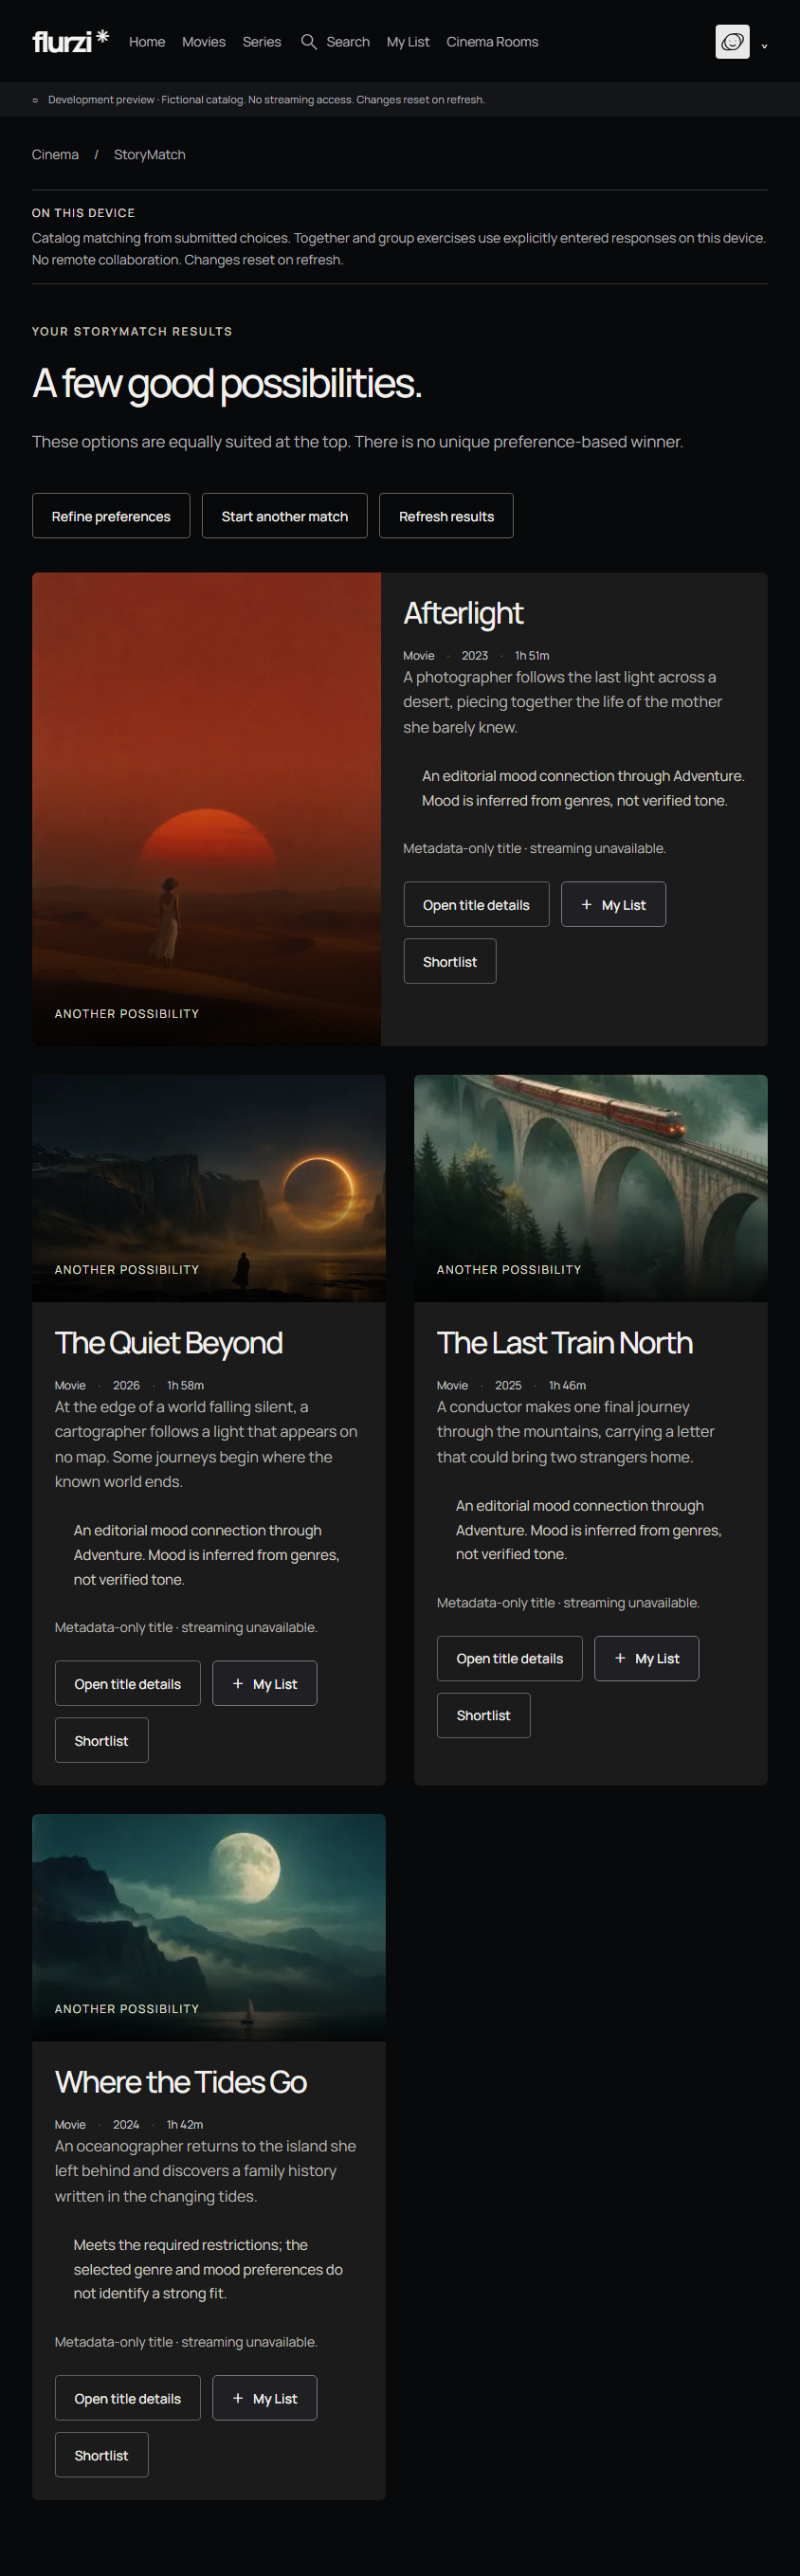 flurzi*
Home Movies Series Search My List Cinema Rooms
Development preview · Fictional catalog. No streaming access. Changes reset on refresh.
Cinema / StoryMatch
ON THIS DEVICE
Catalog matching from submitted choices. Together and group exercises use explicitly entered responses on this device.
No remote collaboration. Changes reset on refresh.
YOUR STORYMATCH RESULTS
A few good possibilities.
These options are equally suited at the top. There is no unique preference-based winner.
Refine preferences
Start another match
Refresh results
ANOTHER POSSIBILITY
Afterlight
Movie · 2023 · 1h 51m
A photographer follows the last light across a
desert, piecing together the life of the mother
she barely knew.
An editorial mood connection through Adventure.
Mood is inferred from genres, not verified tone.
Metadata-only title · streaming unavailable.
Open title details
+ My List
Shortlist
ANOTHER POSSIBILITY
The Quiet Beyond
Movie · 2026 · 1h 58m
At the edge of a world falling silent, a
cartographer follows a light that appears on
no map. Some journeys begin where the
known world ends.
An editorial mood connection through
Adventure. Mood is inferred from genres,
not verified tone.
Metadata-only title · streaming unavailable.
Open title details
+ My List
Shortlist
ANOTHER POSSIBILITY
The Last Train North
Movie · 2025 · 1h 46m
A conductor makes one final journey
through the mountains, carrying a letter
that could bring two strangers home.
An editorial mood connection through
Adventure. Mood is inferred from genres,
not verified tone.
Metadata-only title · streaming unavailable.
Open title details
+ My List
Shortlist
ANOTHER POSSIBILITY
Where the Tides Go
Movie · 2024 · 1h 42m
An oceanographer returns to the island she
left behind and discovers a family history
written in the changing tides.
Meets the required restrictions; the
selected genre and mood preferences do
not identify a strong fit.
Metadata-only title · streaming unavailable.
Open title details
+ My List
Shortlist